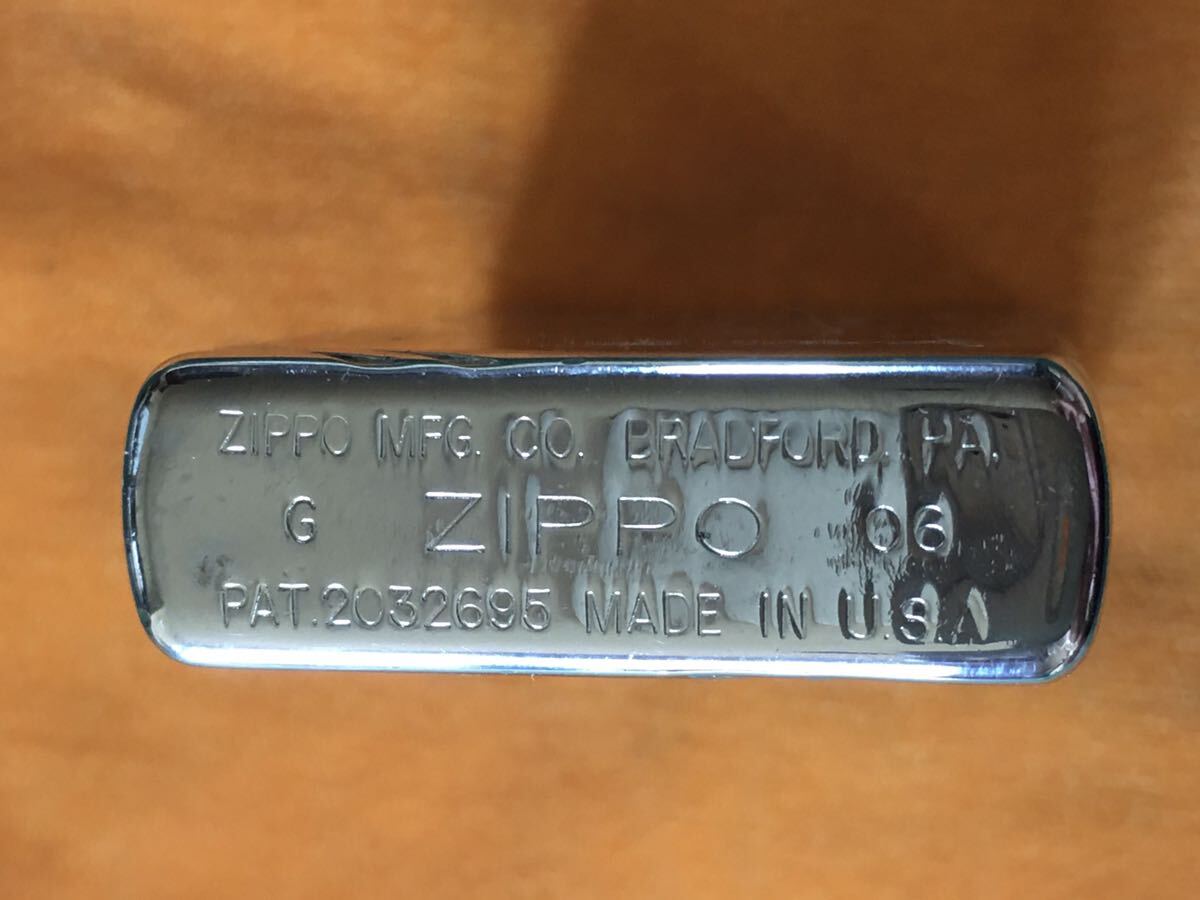 ZIPPO MFG. CO. BRADFORD. PA.
G ZIPPO 06
PAT.2032695 MADE IN U.S.A